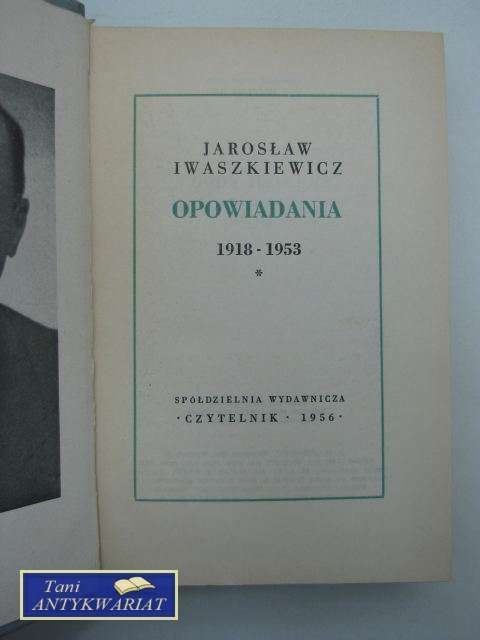 JAROSŁAW
IWASZKIEWICZ
OPOWIADANIA
1918 - 1953
*
SPÓŁDZIELNIA WYDAWNICZA
· CZYTELNIK · 1956 ·
Tani
ANTYKWARIAT